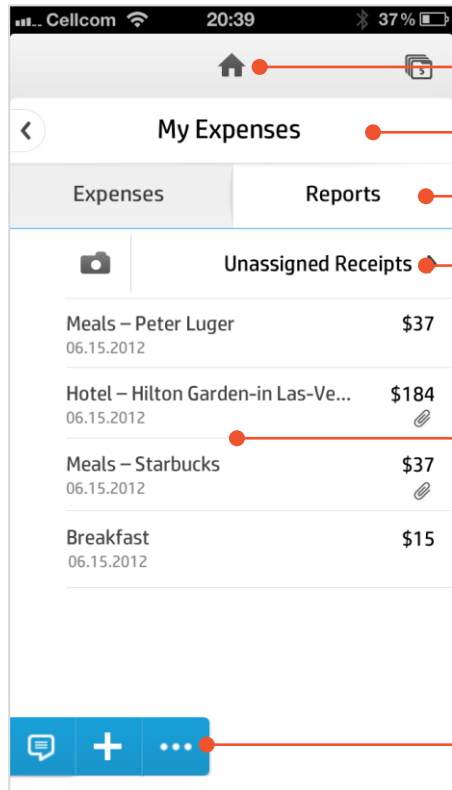 Cellcom 20:39 37%
5
My Expenses
Expenses Reports
Unassigned Receipts
Meals – Peter Luger $37
06.15.2012
Hotel – Hilton Garden-in Las-Ve... $184
06.15.2012
Meals – Starbucks $37
06.15.2012
Breakfast $15
06.15.2012